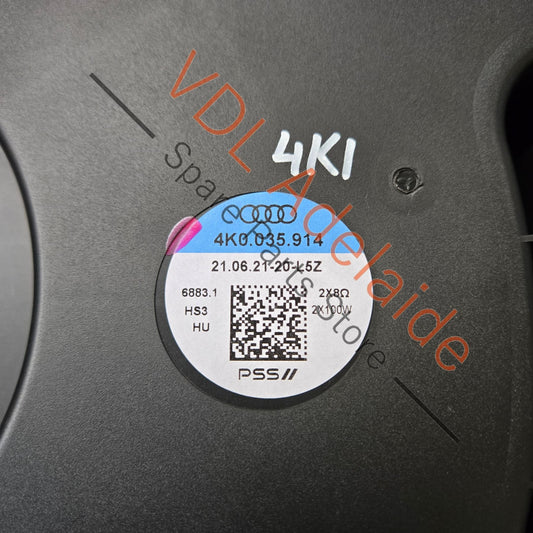 VDL Adelaide
Spare Parts Store
4K1
4K0.035.914
21.06.21-20-L5Z
6883.1
2X8Ω
HS3
2X100W
HU
PSS//